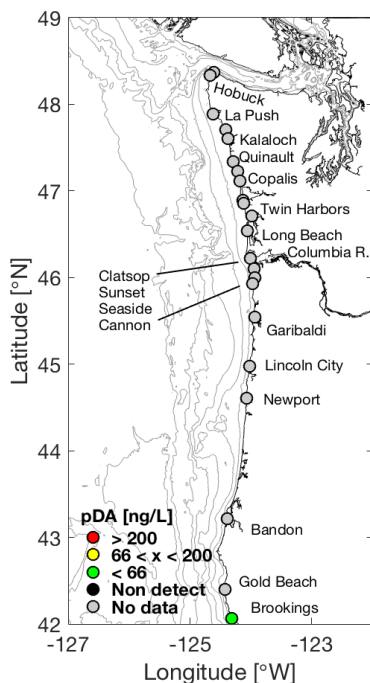 49
48
47
46
45
44
43
42
Latitude [°N]
Hobuck
La Push
Kalaloch
Quinault
Copalis
Twin Harbors
Long Beach
Columbia R.
Clatsop
Sunset
Seaside
Cannon
Garibaldi
Lincoln City
Newport
Bandon
Gold Beach
Brookings
pDA [ng/L]
> 200
66 < x < 200
< 66
Non detect
No data
-127
-125
-123
Longitude [°W]